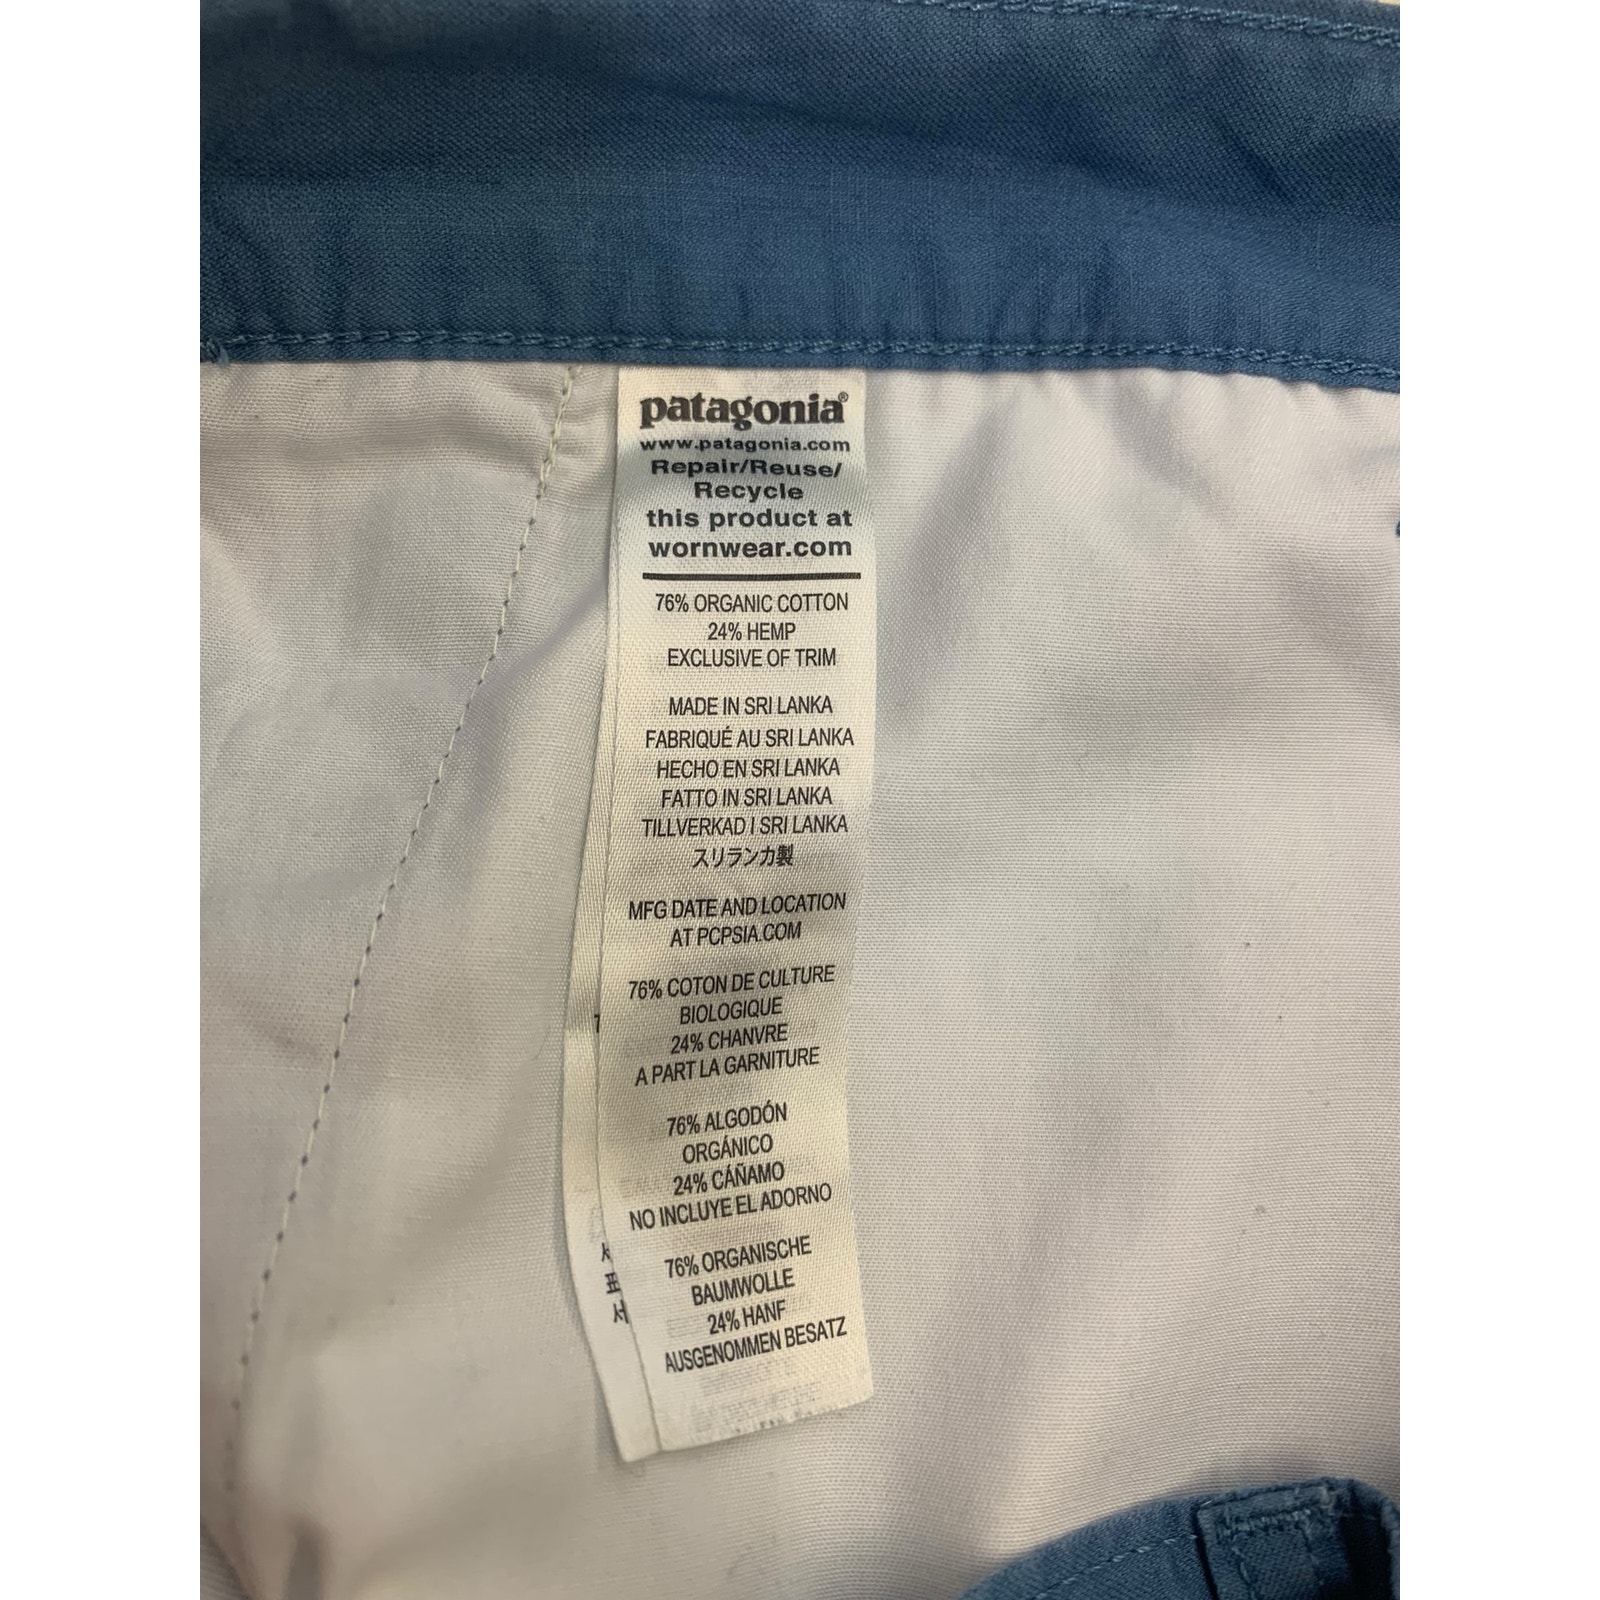 patagonia®
www.patagonia.com
Repair/Reuse/
Recycle
this product at
wornwear.com
76% ORGANIC COTTON
24% HEMP
EXCLUSIVE OF TRIM
MADE IN SRI LANKA
FABRIQUÉ AU SRI LANKA
HECHO EN SRI LANKA
FATTO IN SRI LANKA
TILLVERKAD I SRI LANKA
スリランカ製
MFG DATE AND LOCATION
AT PCPSIA.COM
76% COTON DE CULTURE
BIOLOGIQUE
24% CHANVRE
A PART LA GARNITURE
76% ALGODÓN
ORGÁNICO
24% CÁÑAMO
NO INCLUYE EL ADORNO
76% ORGANISCHE
BAUMWOLLE
24% HANF
AUSGENOMMEN BESATZ
표
서